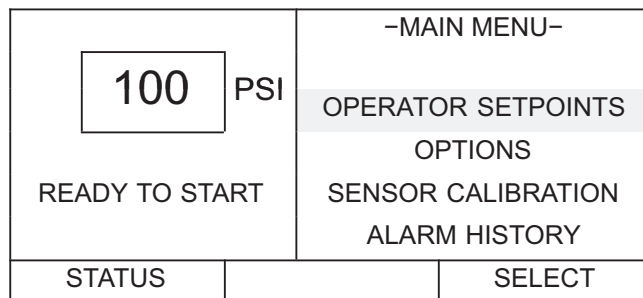 100 PSI
READY TO START
−MAIN MENU−
OPERATOR SETPOINTS
OPTIONS
SENSOR CALIBRATION
ALARM HISTORY
STATUS
SELECT